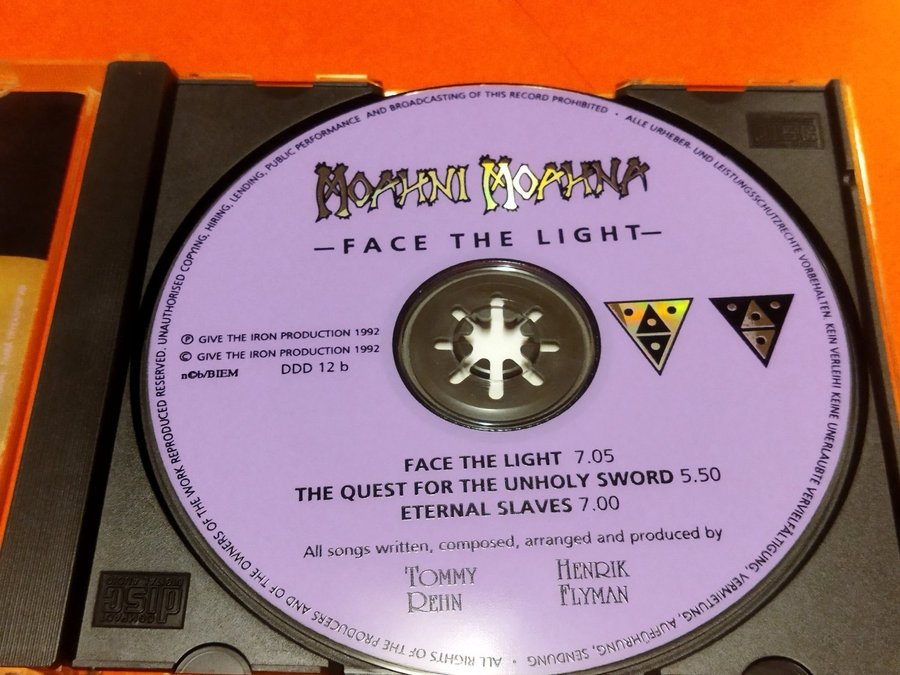 MOAHNI MOAHNA
—FACE THE LIGHT—
℗ GIVE THE IRON PRODUCTION 1992
© GIVE THE IRON PRODUCTION 1992
n©b/BIEM DDD 12 b
FACE THE LIGHT 7.05
THE QUEST FOR THE UNHOLY SWORD 5.50
ETERNAL SLAVES 7.00
All songs written, composed, arranged and produced by
TOMMY REHN
HENRIK FLYMAN
ALL RIGHTS OF THE PRODUCERS AND OF THE OWNERS OF THE WORK REPRODUCED RESERVED. UNAUTHORISED COPYING, HIRING, LENDING, PUBLIC PERFORMANCE AND BROADCASTING OF THIS RECORD PROHIBITED · ALLE URHEBER- UND LEISTUNGSSCHUTZRECHTE VORBEHALTEN. KEIN VERLEIH! KEINE UNERLAUBTE VERVIELFÄLTIGUNG, VERMIETUNG, AUFFÜHRUNG, SENDUNG ·
COMPACT
disc
DIGITAL AUDIO